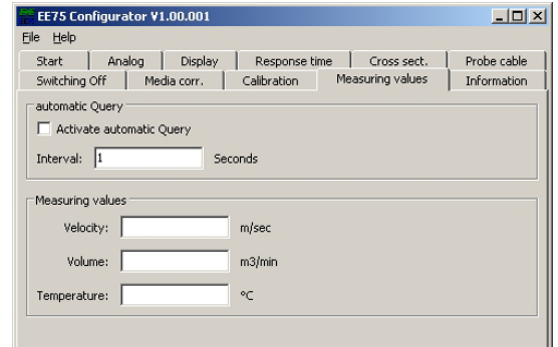 EE75 Configurator V1.00.001
File Help
Start Analog Display Response time Cross sect. Probe cable
Switching Off Media corr. Calibration Measuring values Information
automatic Query
Activate automatic Query
Interval: 1 Seconds
Measuring values
Velocity: m/sec
Volume: m3/min
Temperature: °C